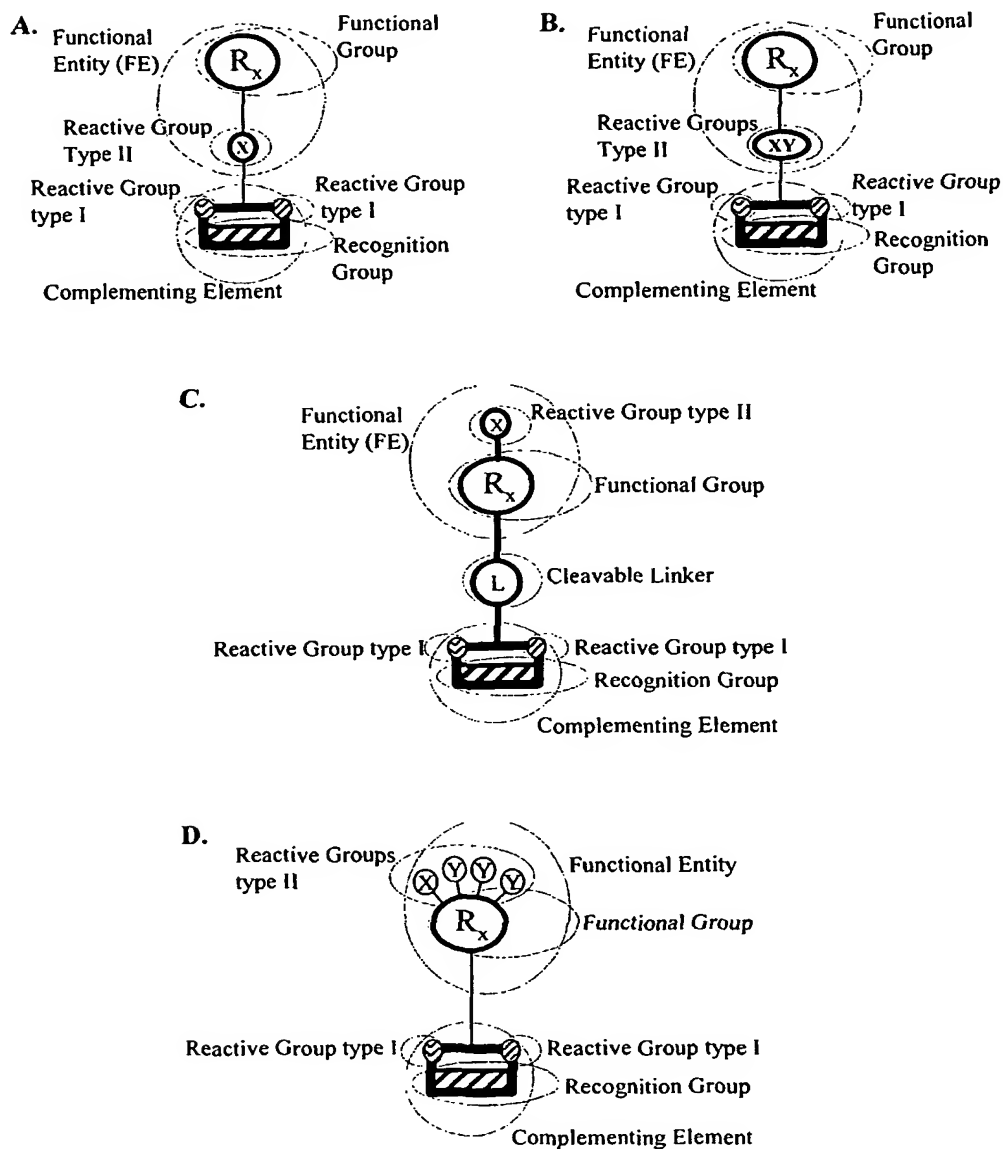 A.
Functional
Entity (FE)
Functional
Group
Rx
Reactive Group
Type II
X
Reactive Group
type I
Reactive Group
type I
Recognition
Group
Complementing Element
B.
Functional
Entity (FE)
Functional
Group
Rx
Reactive Groups
Type II
XY
Reactive Group
type I
Reactive Group
type I
Recognition
Group
Complementing Element
C.
Functional
Entity (FE)
X
Reactive Group type II
Rx
Functional Group
L
Cleavable Linker
Reactive Group type I
Reactive Group type I
Recognition Group
Complementing Element
D.
Reactive Groups
type II
X Y Y Y
Functional Entity
Rx
Functional Group
Reactive Group type I
Reactive Group type I
Recognition Group
Complementing Element